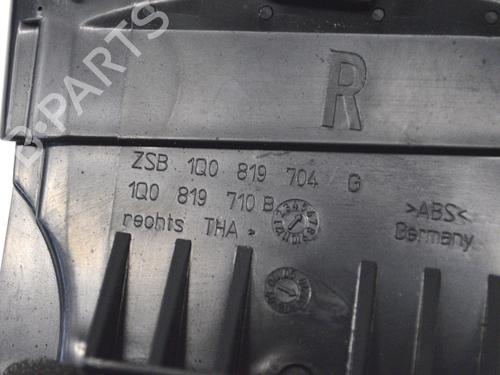 B-PARTS
R
ZSB 1Q0 819 704 G
1Q0 819 710 B
rechts THA
>ABS<
Germany